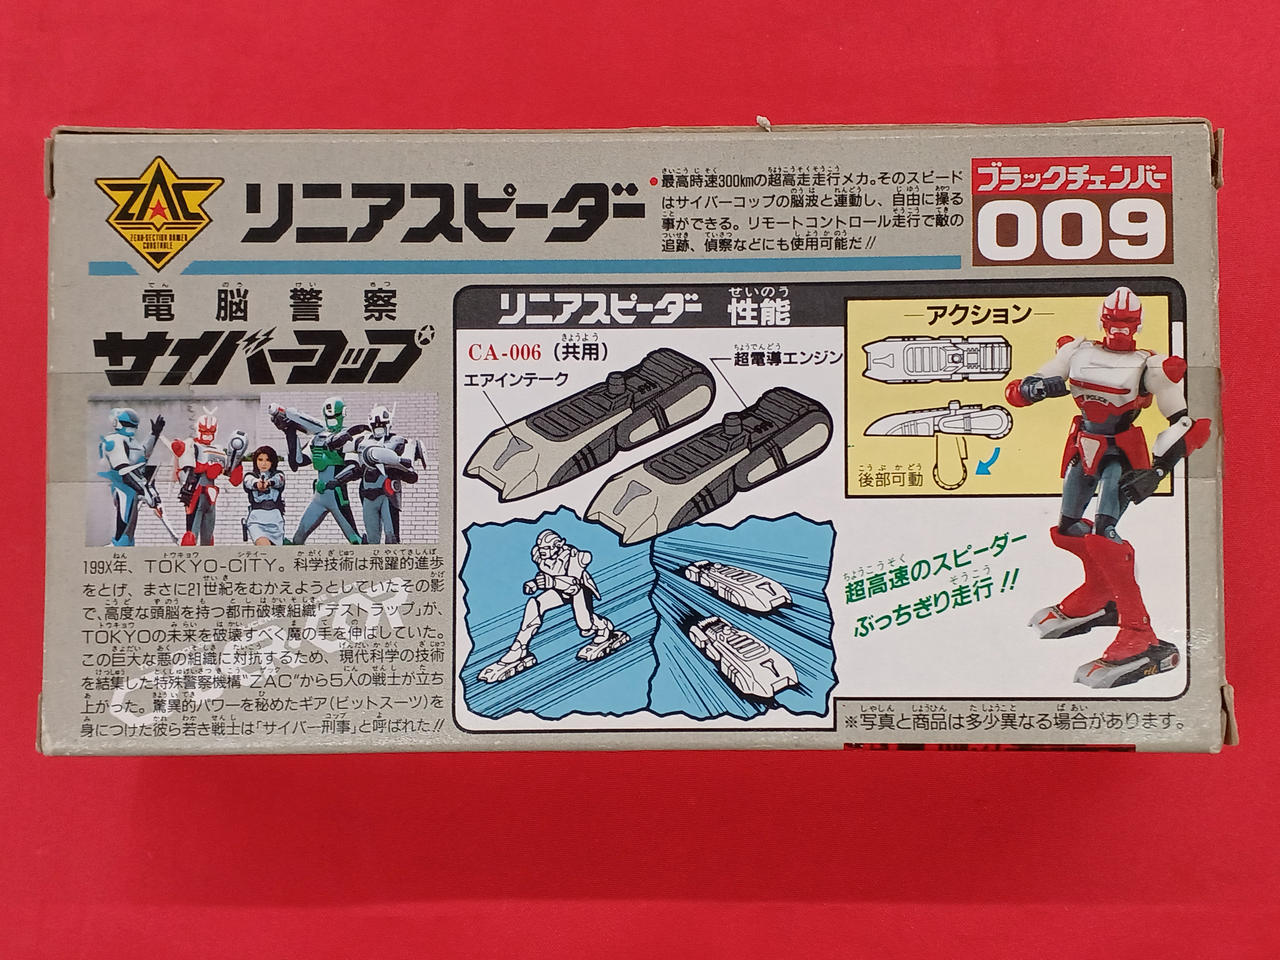 ZAC
ZERO-SECTION ARMED
CONSTABLE
リニアスピーダー
●最高時速300kmの超高走走行メカ。そのスピード
はサイバーコップの脳波と連動し、自由に操る
事ができる。リモートコントロール走行で敵の
追跡、偵察などにも使用可能だ!!
ブラックチェンバー
009
電脳警察
サイバーコップ
199X年、TOKYO-CITY。科学技術は飛躍的進歩
をとげ、まさに21世紀をむかえようとしていたその影
で、高度な頭脳を持つ都市破壊組織「デストラップ」が、
TOKYOの未来を破壊すべく魔の手を伸ばしていた。
この巨大な悪の組織に対抗するため、現代科学の技術
を結集した特殊警察機構"ZAC"から5人の戦士が立ち
上がった。驚異的パワーを秘めたギア(ビットスーツ)を
身につけた彼ら若き戦士は「サイバー刑事」と呼ばれた!!
リニアスピーダー 性能
CA-006 (共用)
エアインテーク
超電導エンジン
アクション
後部可動
POLICE
超高速のスピーダー
ぶっちぎり走行!!
※写真と商品は多少異なる場合があります。